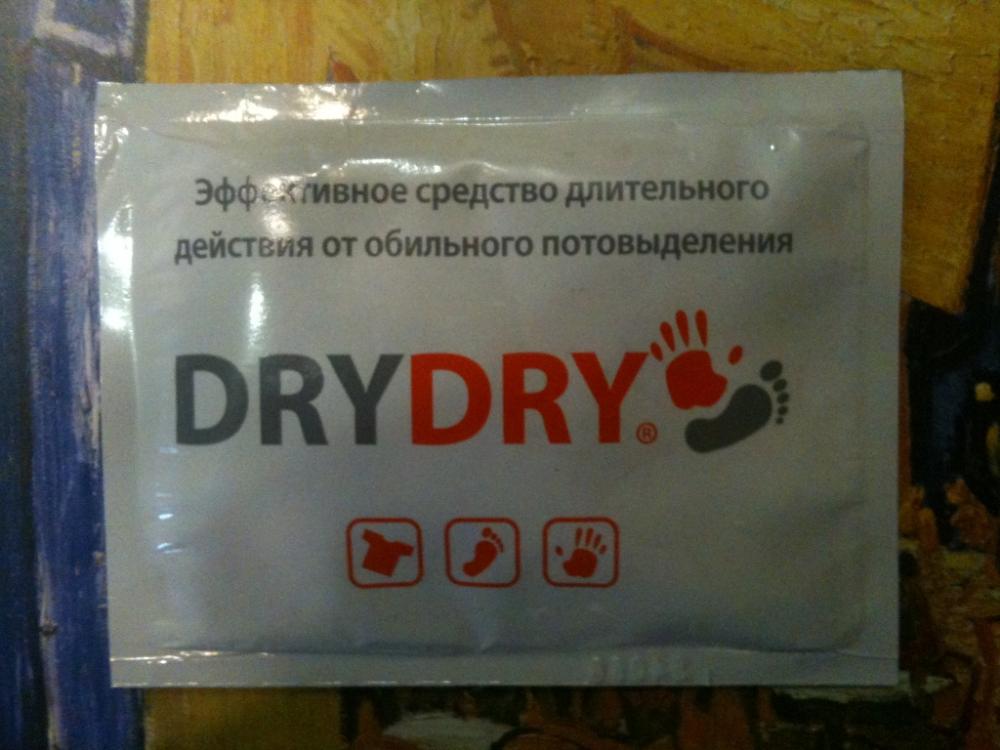 Эффективное средство длительного
действия от обильного потовыделения
DRYDRY®